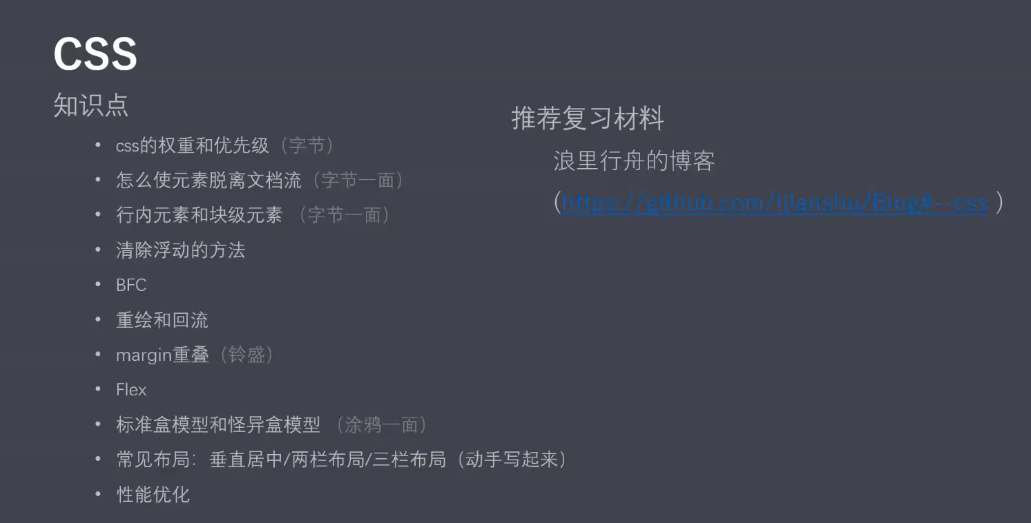 CSS
知识点
• css的权重和优先级（字节）
• 怎么使元素脱离文档流（字节一面）
• 行内元素和块级元素 （字节一面）
• 清除浮动的方法
• BFC
• 重绘和回流
• margin重叠（铃盛）
• Flex
• 标准盒模型和怪异盒模型 （涂鸦一面）
• 常见布局：垂直居中/两栏布局/三栏布局（动手写起来）
• 性能优化
推荐复习材料
浪里行舟的博客
(https://github.com/ljianshu/Blog#--css )